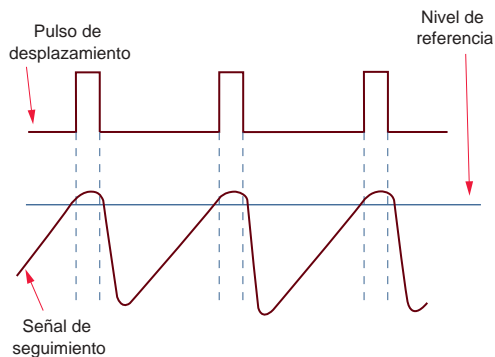 Pulso de
desplazamiento
Nivel de
referencia
Señal de
seguimiento